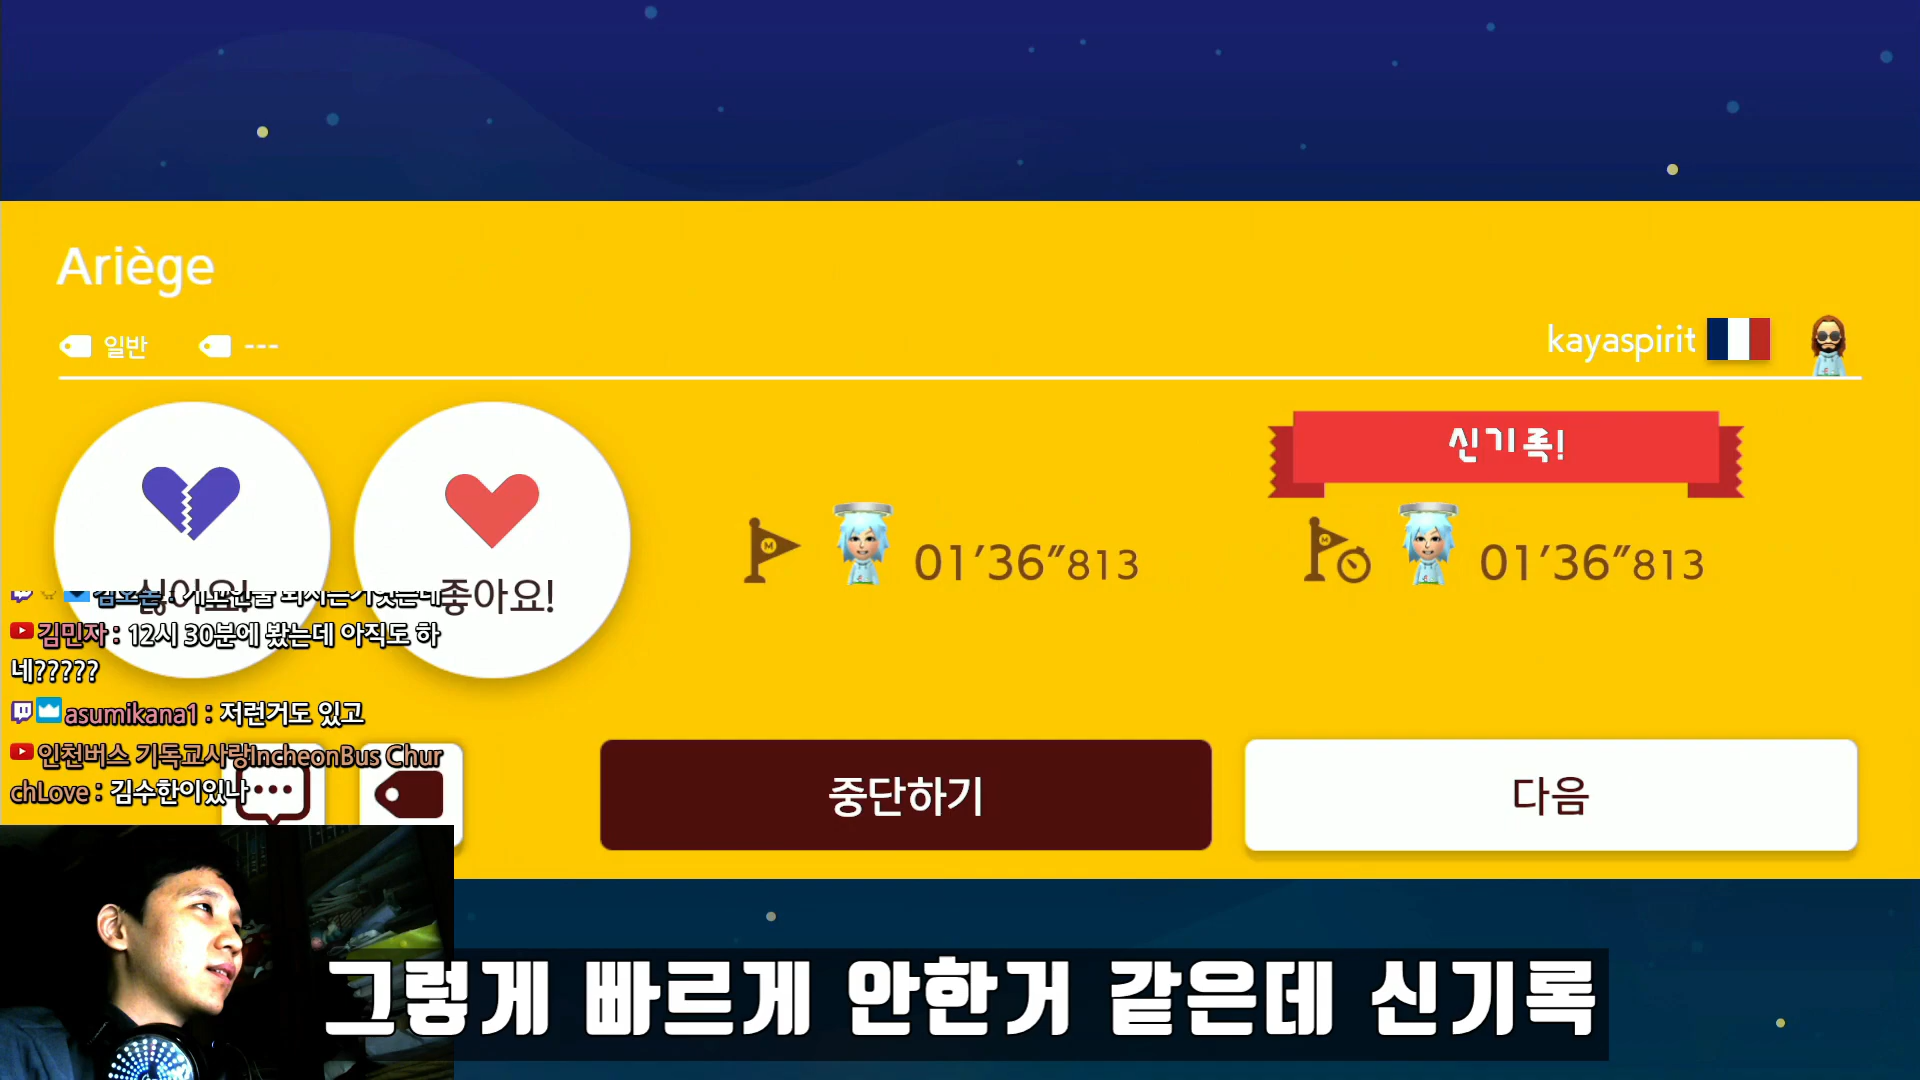 Ariège
일반
---
kayaspirit
신기록!
M
01′36″813
M
01′36″813
싫어요!
좋아요!
김민자 : 12시 30분에 봤는데 아직도 하
네?????
asumikana1 : 저런거도 있고
인천버스 기독교사랑IncheonBus Chur
chLove : 김수한이있나
중단하기
다음
그렇게 빠르게 안한거 같은데 신기록